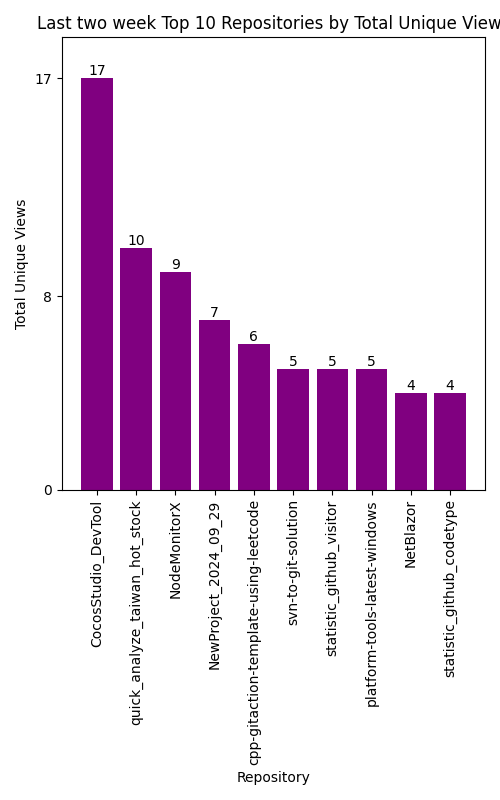 Last two week Top 10 Repositories by Total Unique View
17
8
0
Total Unique Views
17
10
9
7
6
5
5
5
4
4
CocosStudio_DevTool
quick_analyze_taiwan_hot_stock
NodeMonitorX
NewProject_2024_09_29
cpp-gitaction-template-using-leetcode
svn-to-git-solution
statistic_github_visitor
platform-tools-latest-windows
NetBlazor
statistic_github_codetype
Repository